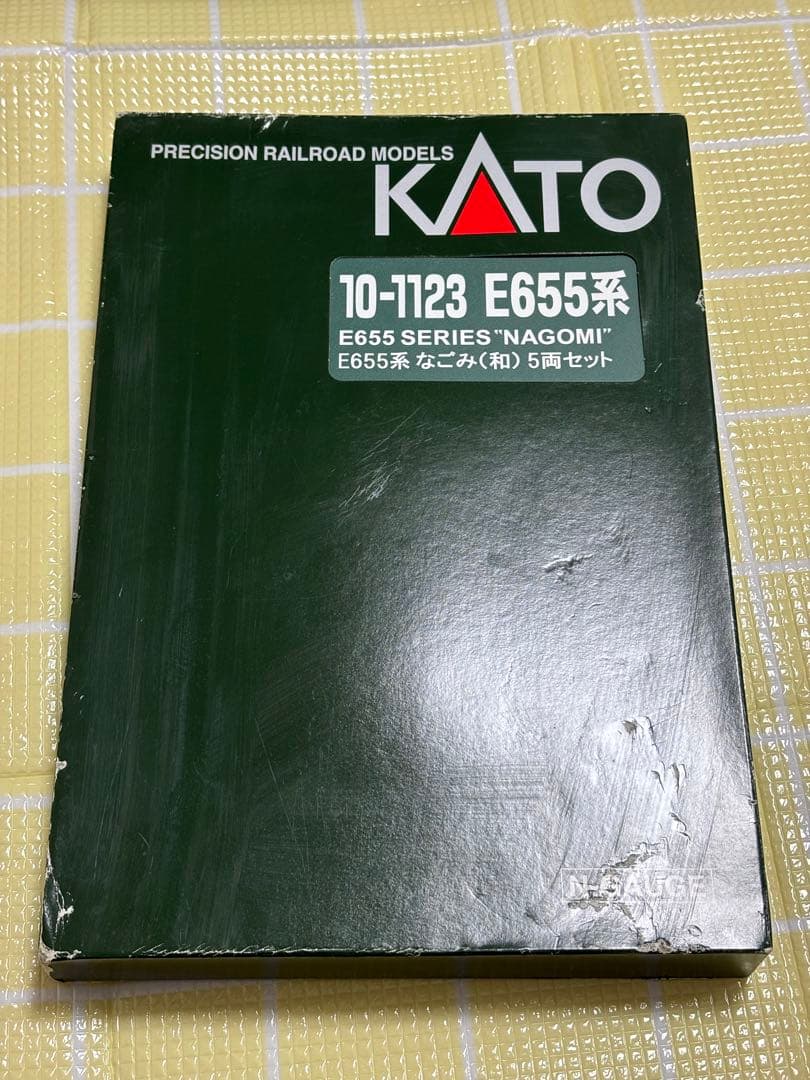 PRECISION RAILROAD MODELS
KATO
10-1123 E655系
E655 SERIES "NAGOMI"
E655系 なごみ(和) 5両セット
N-GAUGE